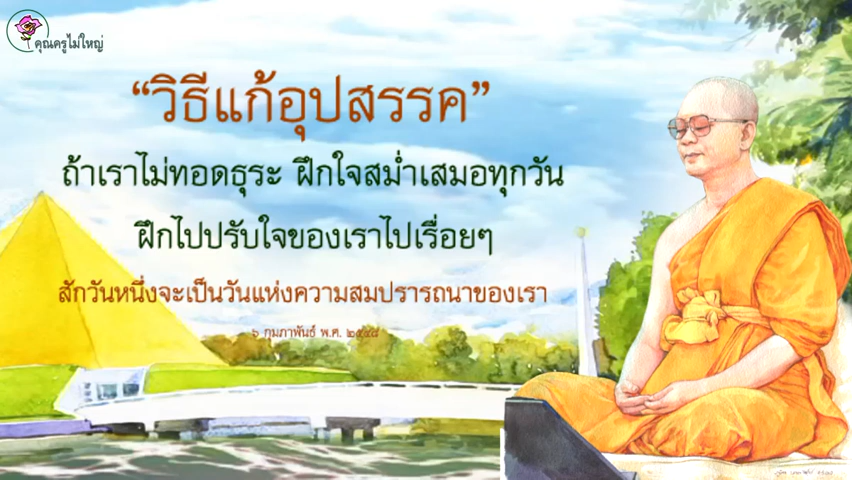 คุณครูไม่ใหญ่
“วิธีแก้อุปสรรค”
ถ้าเราไม่ทอดธุระ ฝึกใจสม่ำเสมอทุกวัน
ฝึกไปปรับใจของเราไปเรื่อยๆ
สักวันหนึ่งจะเป็นวันแห่งความสมปรารถนาของเรา
๖ กุมภาพันธ์ พ.ศ.